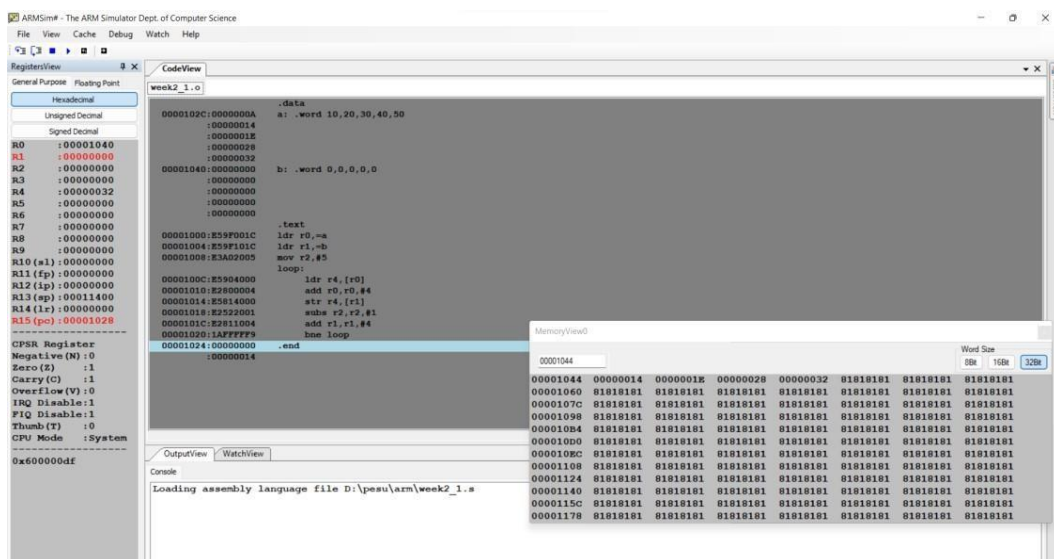 ARMSim# - The ARM Simulator Dept. of Computer Science
File View Cache Debug Watch Help
RegistersView
General Purpose Floating Point
Hexadecimal
Unsigned Decimal
Signed Decimal
R0 :00001040
R1 :00000000
R2 :00000000
R3 :00000000
R4 :00000032
R5 :00000000
R6 :00000000
R7 :00000000
R8 :00000000
R9 :00000000
R10(sl):00000000
R11(fp):00000000
R12(ip):00000000
R13(sp):00011400
R14(lr):00000000
R15(pc):00001028
CPSR Register
Negative(N):0
Zero(Z) :1
Carry(C) :1
Overflow(V):0
IRQ Disable:1
FIQ Disable:1
Thumb(T) :0
CPU Mode :System
0x600000df
CodeView
week2_1.o
.data
0000102C:0000000A a: .word 10,20,30,40,50
:00000014
:0000001E
:00000028
:00000032
00001040:00000000 b: .word 0,0,0,0,0
:00000000
:00000000
:00000000
:00000000
.text
00001000:E59F001C ldr r0,=a
00001004:E59F101C ldr r1,=b
00001008:E3A02005 mov r2,#5
loop:
0000100C:E5904000 ldr r4,[r0]
00001010:E2800004 add r0,r0,#4
00001014:E5814000 str r4,[r1]
00001018:E2522001 subs r2,r2,#1
0000101C:E2811004 add r1,r1,#4
00001020:1AFFFFF9 bne loop
00001024:00000000 .end
:00000014
OutputView WatchView
Console
Loading assembly language file D:\pesu\arm\week2_1.s
MemoryView0
Word Size
00001044 8Bit 16Bit 32Bit
00001044 00000014 0000001E 00000028 00000032 81818181 81818181 81818181
00001060 81818181 81818181 81818181 81818181 81818181 81818181 81818181
0000107C 81818181 81818181 81818181 81818181 81818181 81818181 81818181
00001098 81818181 81818181 81818181 81818181 81818181 81818181 81818181
000010B4 81818181 81818181 81818181 81818181 81818181 81818181 81818181
000010D0 81818181 81818181 81818181 81818181 81818181 81818181 81818181
000010EC 81818181 81818181 81818181 81818181 81818181 81818181 81818181
00001108 81818181 81818181 81818181 81818181 81818181 81818181 81818181
00001124 81818181 81818181 81818181 81818181 81818181 81818181 81818181
00001140 81818181 81818181 81818181 81818181 81818181 81818181 81818181
0000115C 81818181 81818181 81818181 81818181 81818181 81818181 81818181
00001178 81818181 81818181 81818181 81818181 81818181 81818181 81818181